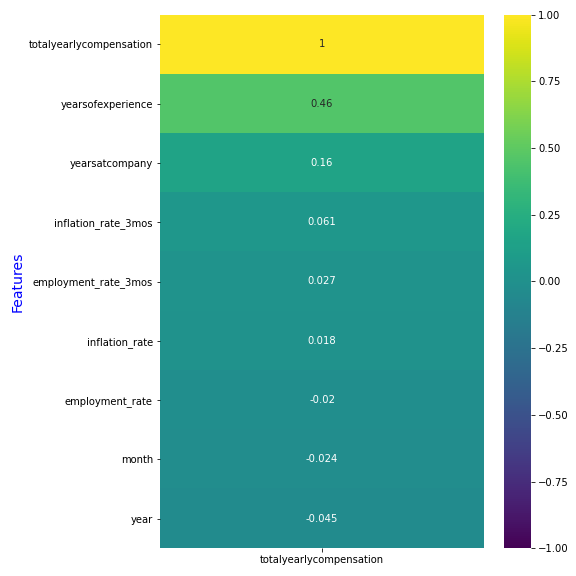 Features
totalyearlycompensation
1
yearsofexperience
0.46
yearsatcompany
0.16
inflation_rate_3mos
0.061
employment_rate_3mos
0.027
inflation_rate
0.018
employment_rate
-0.02
month
-0.024
year
-0.045
totalyearlycompensation
1.00
0.75
0.50
0.25
0.00
−0.25
−0.50
−0.75
−1.00